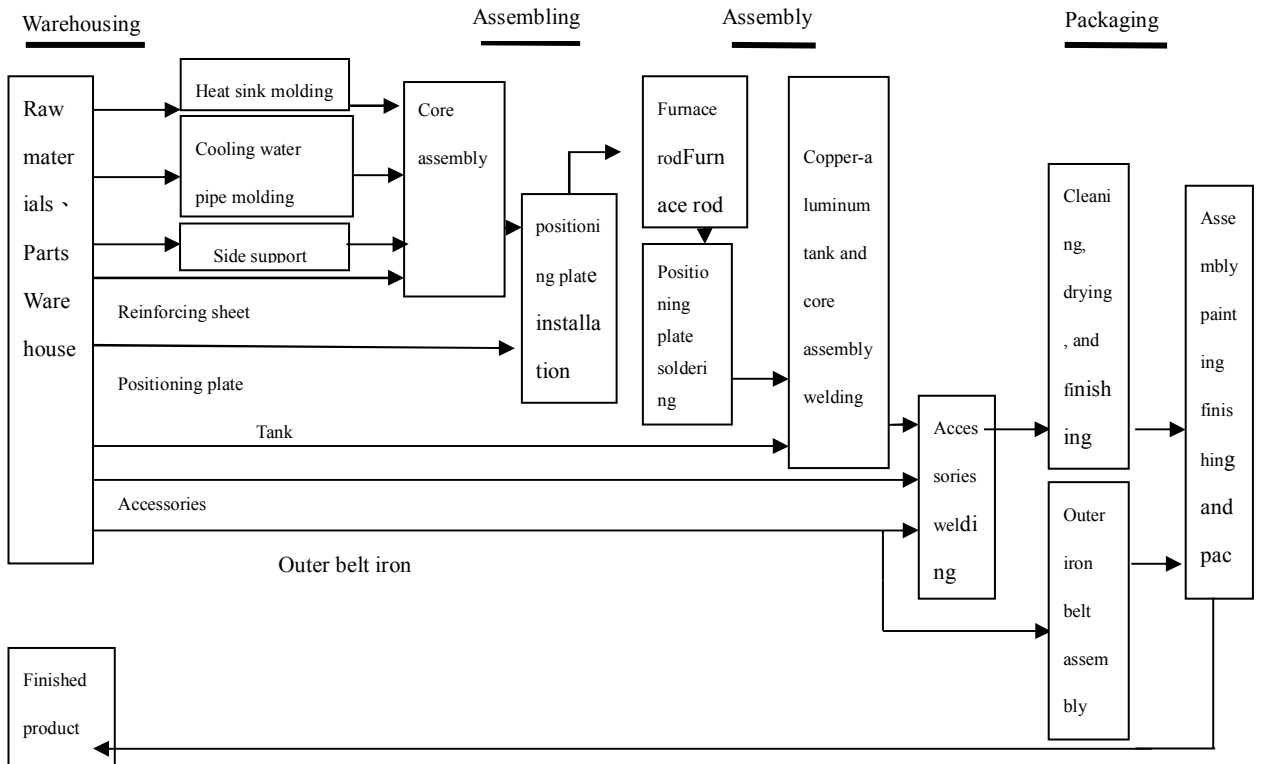 Warehousing
Assembling
Assembly
Packaging
Raw
mater
ials、
Parts
Ware
house
Heat sink molding
Cooling water
pipe molding
Side support
Reinforcing sheet
Positioning plate
Tank
Accessories
Outer belt iron
Core
assembly
positioni
ng plate
installa
tion
Furnace
rodFurn
ace rod
Positio
ning
plate
solderi
ng
Copper-a
luminum
tank and
core
assembly
welding
Acces
sories
weldi
ng
Cleani
ng,
drying
, and
finish
ing
Outer
iron
belt
assem
bly
Asse
mbly
paint
ing
finis
hing
and
pac
Finished
product